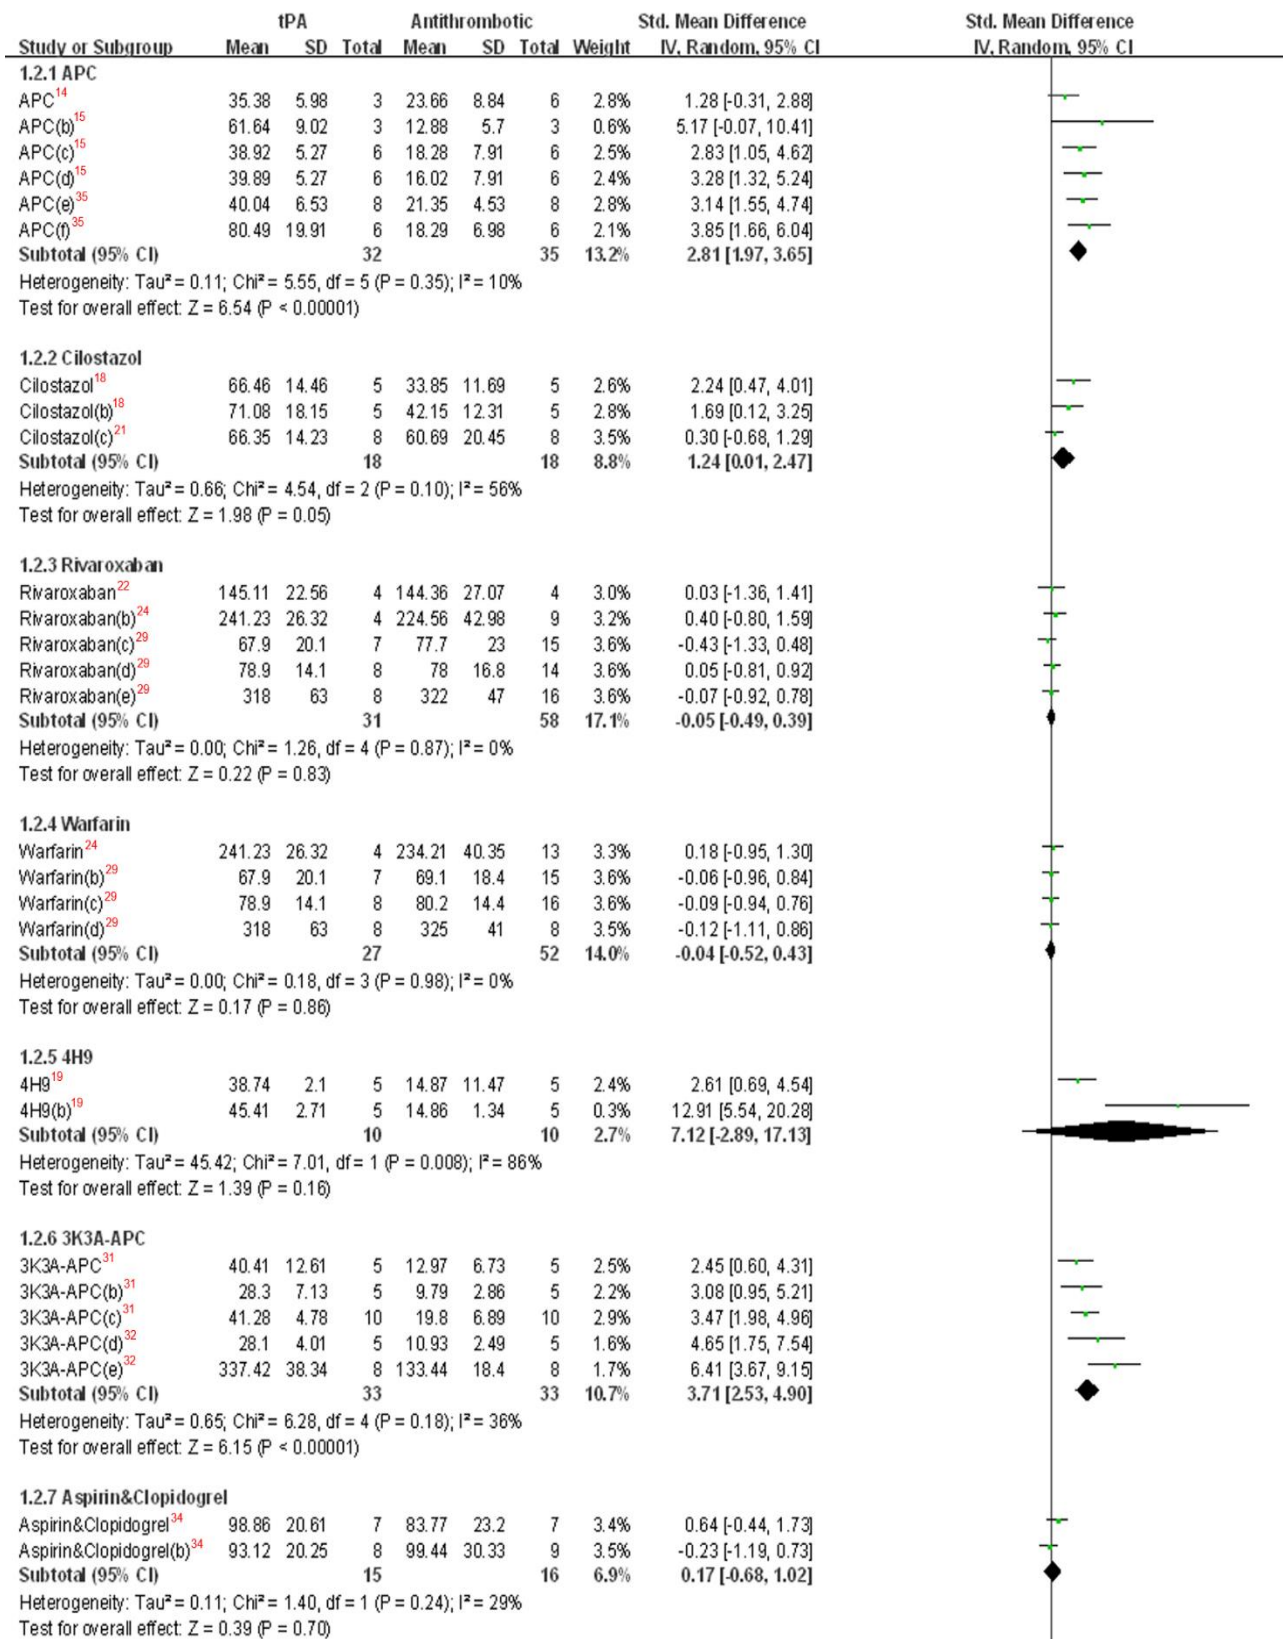 tPA Antithrombotic Std. Mean Difference Std. Mean Difference
Study or Subgroup Mean SD Total Mean SD Total Weight IV, Random, 95% CI IV, Random, 95% CI
1.2.1 APC
APC14 35.38 5.98 3 23.66 8.84 6 2.8% 1.28 [-0.31, 2.88]
APC(b)15 61.64 9.02 3 12.88 5.7 3 0.6% 5.17 [-0.07, 10.41]
APC(c)15 38.92 5.27 6 18.28 7.91 6 2.5% 2.83 [1.05, 4.62]
APC(d)15 39.89 5.27 6 16.02 7.91 6 2.4% 3.28 [1.32, 5.24]
APC(e)35 40.04 6.53 8 21.35 4.53 8 2.8% 3.14 [1.55, 4.74]
APC(f)35 80.49 19.91 6 18.29 6.98 6 2.1% 3.85 [1.66, 6.04]
Subtotal (95% CI) 32 35 13.2% 2.81 [1.97, 3.65]
Heterogeneity: Tau² = 0.11; Chi² = 5.55, df = 5 (P = 0.35); I² = 10%
Test for overall effect: Z = 6.54 (P < 0.00001)
1.2.2 Cilostazol
Cilostazol18 66.46 14.46 5 33.85 11.69 5 2.6% 2.24 [0.47, 4.01]
Cilostazol(b)18 71.08 18.15 5 42.15 12.31 5 2.8% 1.69 [0.12, 3.25]
Cilostazol(c)21 66.35 14.23 8 60.69 20.45 8 3.5% 0.30 [-0.68, 1.29]
Subtotal (95% CI) 18 18 8.8% 1.24 [0.01, 2.47]
Heterogeneity: Tau² = 0.66; Chi² = 4.54, df = 2 (P = 0.10); I² = 56%
Test for overall effect: Z = 1.98 (P = 0.05)
1.2.3 Rivaroxaban
Rivaroxaban22 145.11 22.56 4 144.36 27.07 4 3.0% 0.03 [-1.36, 1.41]
Rivaroxaban(b)24 241.23 26.32 4 224.56 42.98 9 3.2% 0.40 [-0.80, 1.59]
Rivaroxaban(c)29 67.9 20.1 7 77.7 23 15 3.6% -0.43 [-1.33, 0.48]
Rivaroxaban(d)29 78.9 14.1 8 78 16.8 14 3.6% 0.05 [-0.81, 0.92]
Rivaroxaban(e)29 318 63 8 322 47 16 3.6% -0.07 [-0.92, 0.78]
Subtotal (95% CI) 31 58 17.1% -0.05 [-0.49, 0.39]
Heterogeneity: Tau² = 0.00; Chi² = 1.26, df = 4 (P = 0.87); I² = 0%
Test for overall effect: Z = 0.22 (P = 0.83)
1.2.4 Warfarin
Warfarin24 241.23 26.32 4 234.21 40.35 13 3.3% 0.18 [-0.95, 1.30]
Warfarin(b)29 67.9 20.1 7 69.1 18.4 15 3.6% -0.06 [-0.96, 0.84]
Warfarin(c)29 78.9 14.1 8 80.2 14.4 16 3.6% -0.09 [-0.94, 0.76]
Warfarin(d)29 318 63 8 325 41 8 3.5% -0.12 [-1.11, 0.86]
Subtotal (95% CI) 27 52 14.0% -0.04 [-0.52, 0.43]
Heterogeneity: Tau² = 0.00; Chi² = 0.18, df = 3 (P = 0.98); I² = 0%
Test for overall effect: Z = 0.17 (P = 0.86)
1.2.5 4H9
4H919 38.74 2.1 5 14.87 11.47 5 2.4% 2.61 [0.69, 4.54]
4H9(b)19 45.41 2.71 5 14.86 1.34 5 0.3% 12.91 [5.54, 20.28]
Subtotal (95% CI) 10 10 2.7% 7.12 [-2.89, 17.13]
Heterogeneity: Tau² = 45.42; Chi² = 7.01, df = 1 (P = 0.008); I² = 86%
Test for overall effect: Z = 1.39 (P = 0.16)
1.2.6 3K3A-APC
3K3A-APC31 40.41 12.61 5 12.97 6.73 5 2.5% 2.45 [0.60, 4.31]
3K3A-APC(b)31 28.3 7.13 5 9.79 2.86 5 2.2% 3.08 [0.95, 5.21]
3K3A-APC(c)31 41.28 4.78 10 19.8 6.89 10 2.9% 3.47 [1.98, 4.96]
3K3A-APC(d)32 28.1 4.01 5 10.93 2.49 5 1.6% 4.65 [1.75, 7.54]
3K3A-APC(e)32 337.42 38.34 8 133.44 18.4 8 1.7% 6.41 [3.67, 9.15]
Subtotal (95% CI) 33 33 10.7% 3.71 [2.53, 4.90]
Heterogeneity: Tau² = 0.65; Chi² = 6.28, df = 4 (P = 0.18); I² = 36%
Test for overall effect: Z = 6.15 (P < 0.00001)
1.2.7 Aspirin&Clopidogrel
Aspirin&Clopidogrel34 98.86 20.61 7 83.77 23.2 7 3.4% 0.64 [-0.44, 1.73]
Aspirin&Clopidogrel(b)34 93.12 20.25 8 99.44 30.33 9 3.5% -0.23 [-1.19, 0.73]
Subtotal (95% CI) 15 16 6.9% 0.17 [-0.68, 1.02]
Heterogeneity: Tau² = 0.11; Chi² = 1.40, df = 1 (P = 0.24); I² = 29%
Test for overall effect: Z = 0.39 (P = 0.70)